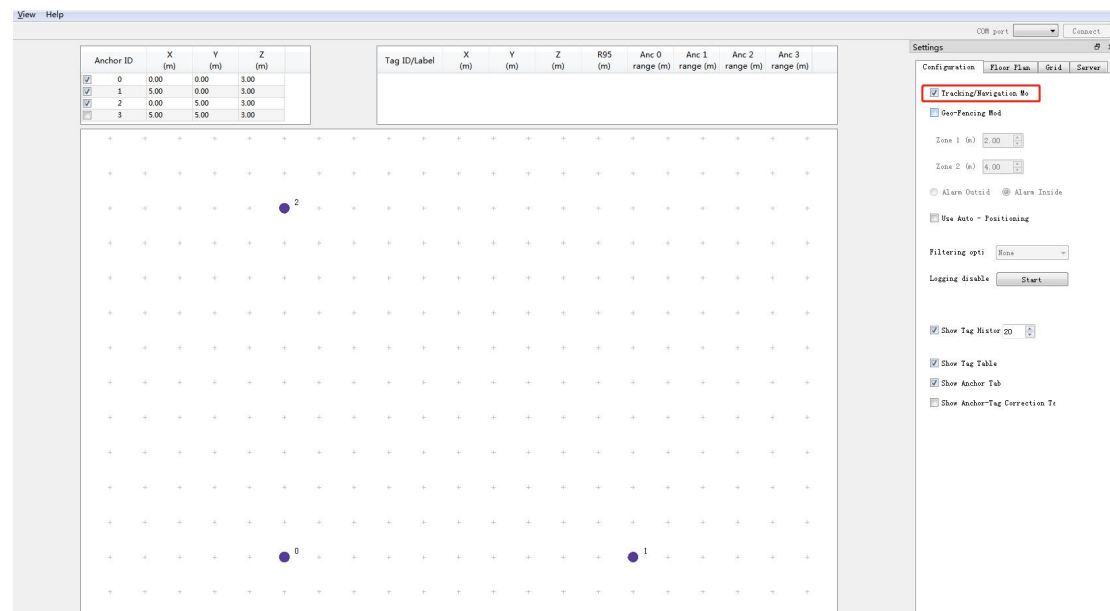 View Help
COM port Connect
Settings
Anchor ID X (m) Y (m) Z (m)
0 0.00 0.00 3.00
1 5.00 0.00 3.00
2 0.00 5.00 3.00
3 5.00 5.00 3.00
Tag ID/Label X (m) Y (m) Z (m) R95 (m) Anc 0 range (m) Anc 1 range (m) Anc 2 range (m) Anc 3 range (m)
2
0
1
Configuration Floor Plan Grid Server
Tracking/Navigation Mo
Geo-Fencing Mod
Zone 1 (m) 2.00
Zone 2 (m) 4.00
Alarm Outsid Alarm Inside
Use Auto - Positioning
Filtering opti None
Logging disable Start
Show Tag Histor 20
Show Tag Table
Show Anchor Tab
Show Anchor-Tag Correction Te